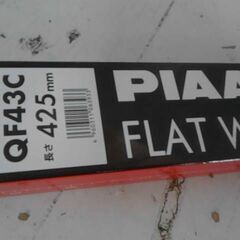 QF43C
長さ 425mm
PIAA
FLAT W